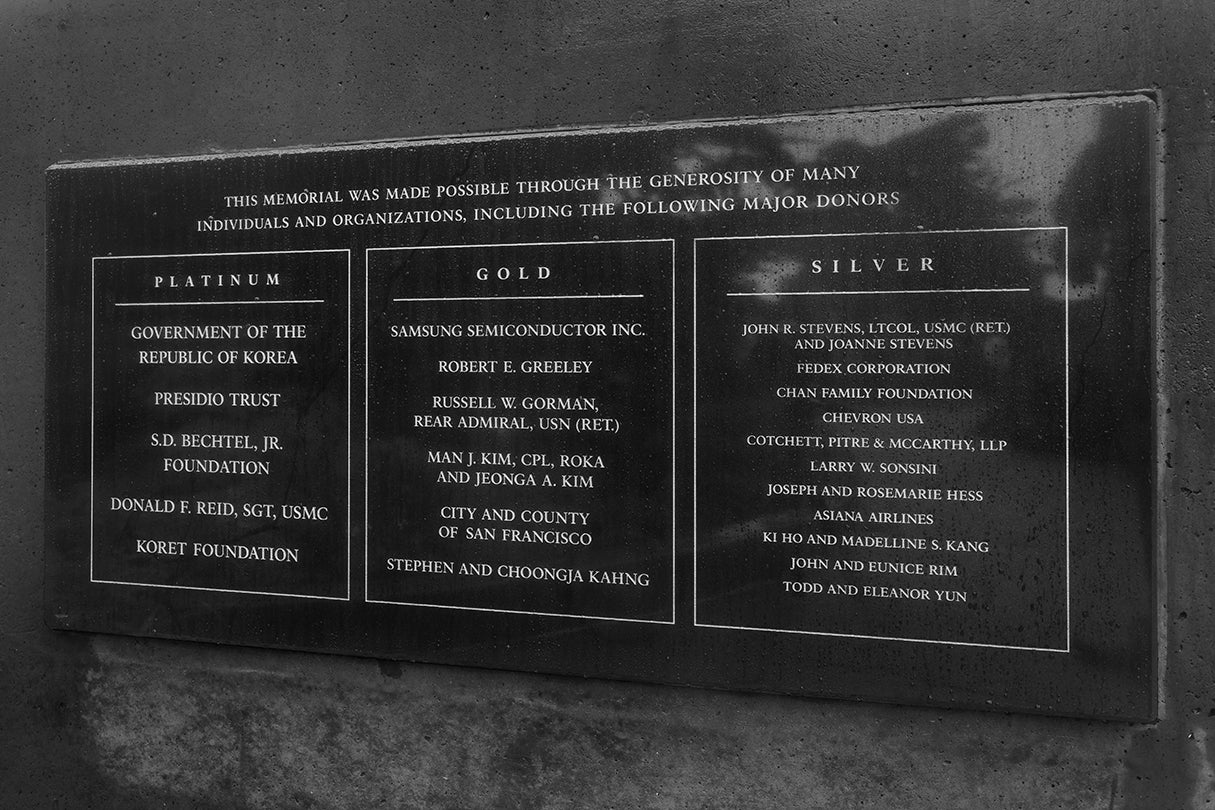 THIS MEMORIAL WAS MADE POSSIBLE THROUGH THE GENEROSITY OF MANY
INDIVIDUALS AND ORGANIZATIONS, INCLUDING THE FOLLOWING MAJOR DONORS
PLATINUM
GOVERNMENT OF THE
REPUBLIC OF KOREA
PRESIDIO TRUST
S.D. BECHTEL, JR.
FOUNDATION
DONALD F. REID, SGT, USMC
KORET FOUNDATION
GOLD
SAMSUNG SEMICONDUCTOR INC.
ROBERT E. GREELEY
RUSSELL W. GORMAN,
REAR ADMIRAL, USN (RET.)
MAN J. KIM, CPL, ROKA
AND JEONGA A. KIM
CITY AND COUNTY
OF SAN FRANCISCO
STEPHEN AND CHOONGJA KAHNG
SILVER
JOHN R. STEVENS, LTCOL, USMC (RET.)
AND JOANNE STEVENS
FEDEX CORPORATION
CHAN FAMILY FOUNDATION
CHEVRON USA
COTCHETT, PITRE & MCCARTHY, LLP
LARRY W. SONSINI
JOSEPH AND ROSEMARIE HESS
ASIANA AIRLINES
KI HO AND MADELLINE S. KANG
JOHN AND EUNICE RIM
TODD AND ELEANOR YUN